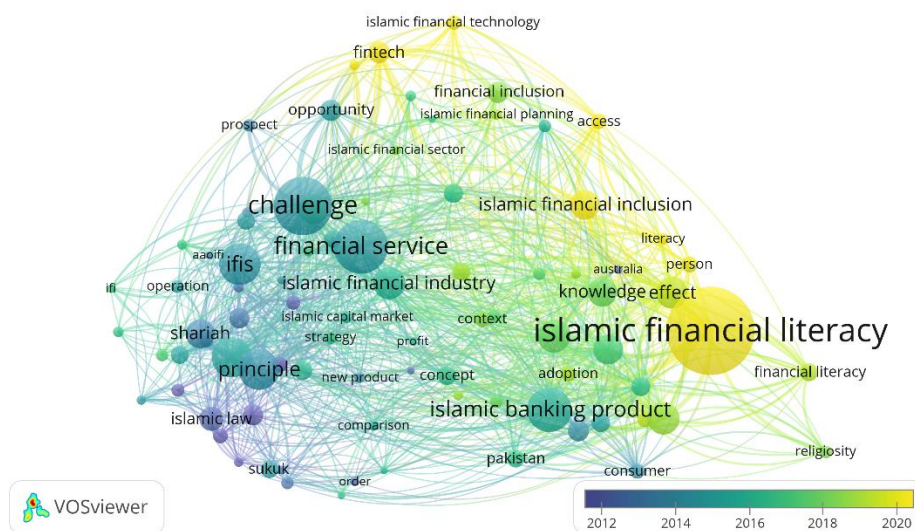 islamic financial technology
fintech
financial inclusion
opportunity
islamic financial planning
prospect
access
islamic financial sector
challenge
islamic financial inclusion
literacy
financial service
aaoifi
ifis
australia
person
ifi
operation
islamic financial industry
knowledge
effect
islamic capital market
context
shariah
strategy
profit
islamic financial literacy
principle
new product
concept
adoption
financial literacy
islamic law
islamic banking product
comparison
religiosity
sukuk
pakistan
consumer
order
VOSviewer
2012 2014 2016 2018 2020